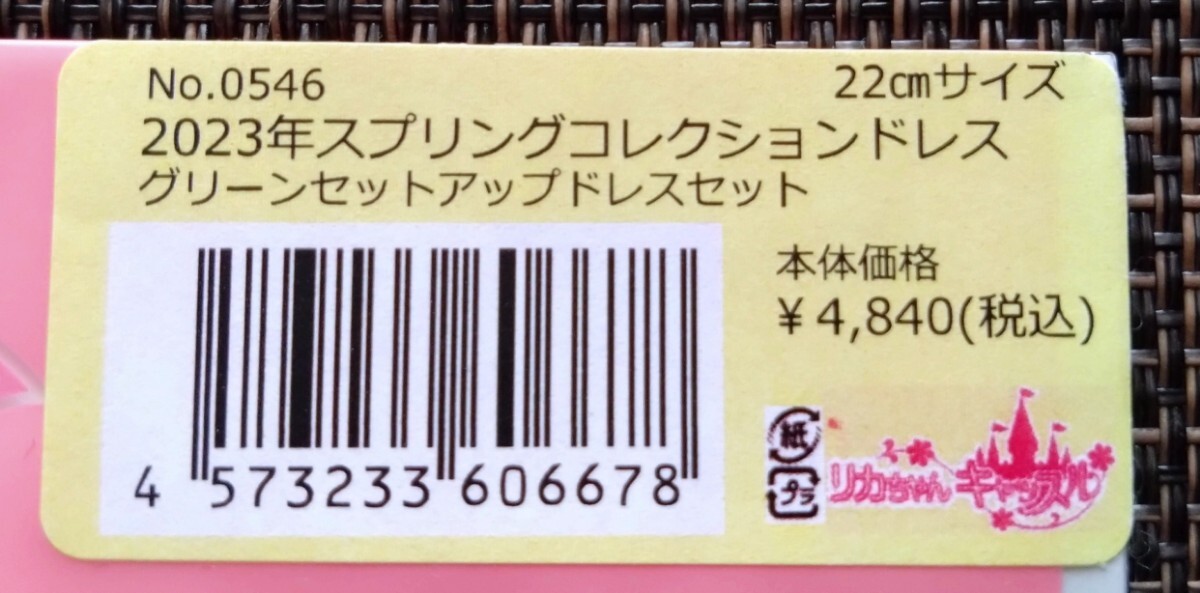 No.0546 22㎝サイズ
2023年スプリングコレクションドレス
グリーンセットアップドレスセット
本体価格
¥4,840(税込)
4 573233 606678
紙
プラ
リカちゃん キャッスル